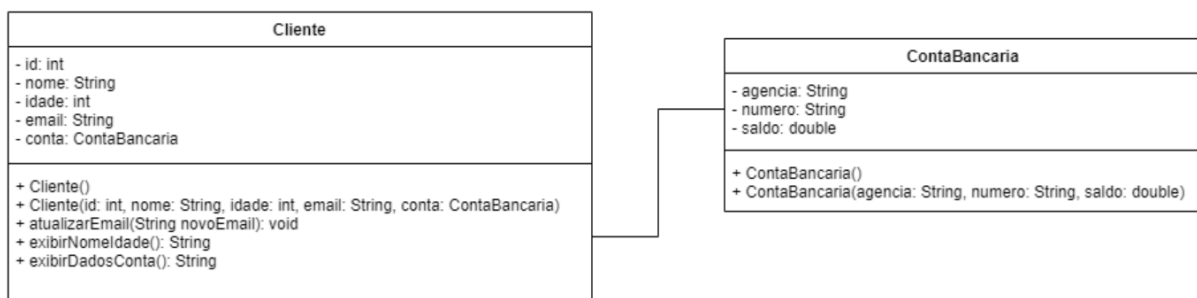 Cliente
- id: int
- nome: String
- idade: int
- email: String
- conta: ContaBancaria
+ Cliente()
+ Cliente(id: int, nome: String, idade: int, email: String, conta: ContaBancaria)
+ atualizarEmail(String novoEmail): void
+ exibirNomeIdade(): String
+ exibirDadosConta(): String
ContaBancaria
- agencia: String
- numero: String
- saldo: double
+ ContaBancaria()
+ ContaBancaria(agencia: String, numero: String, saldo: double)